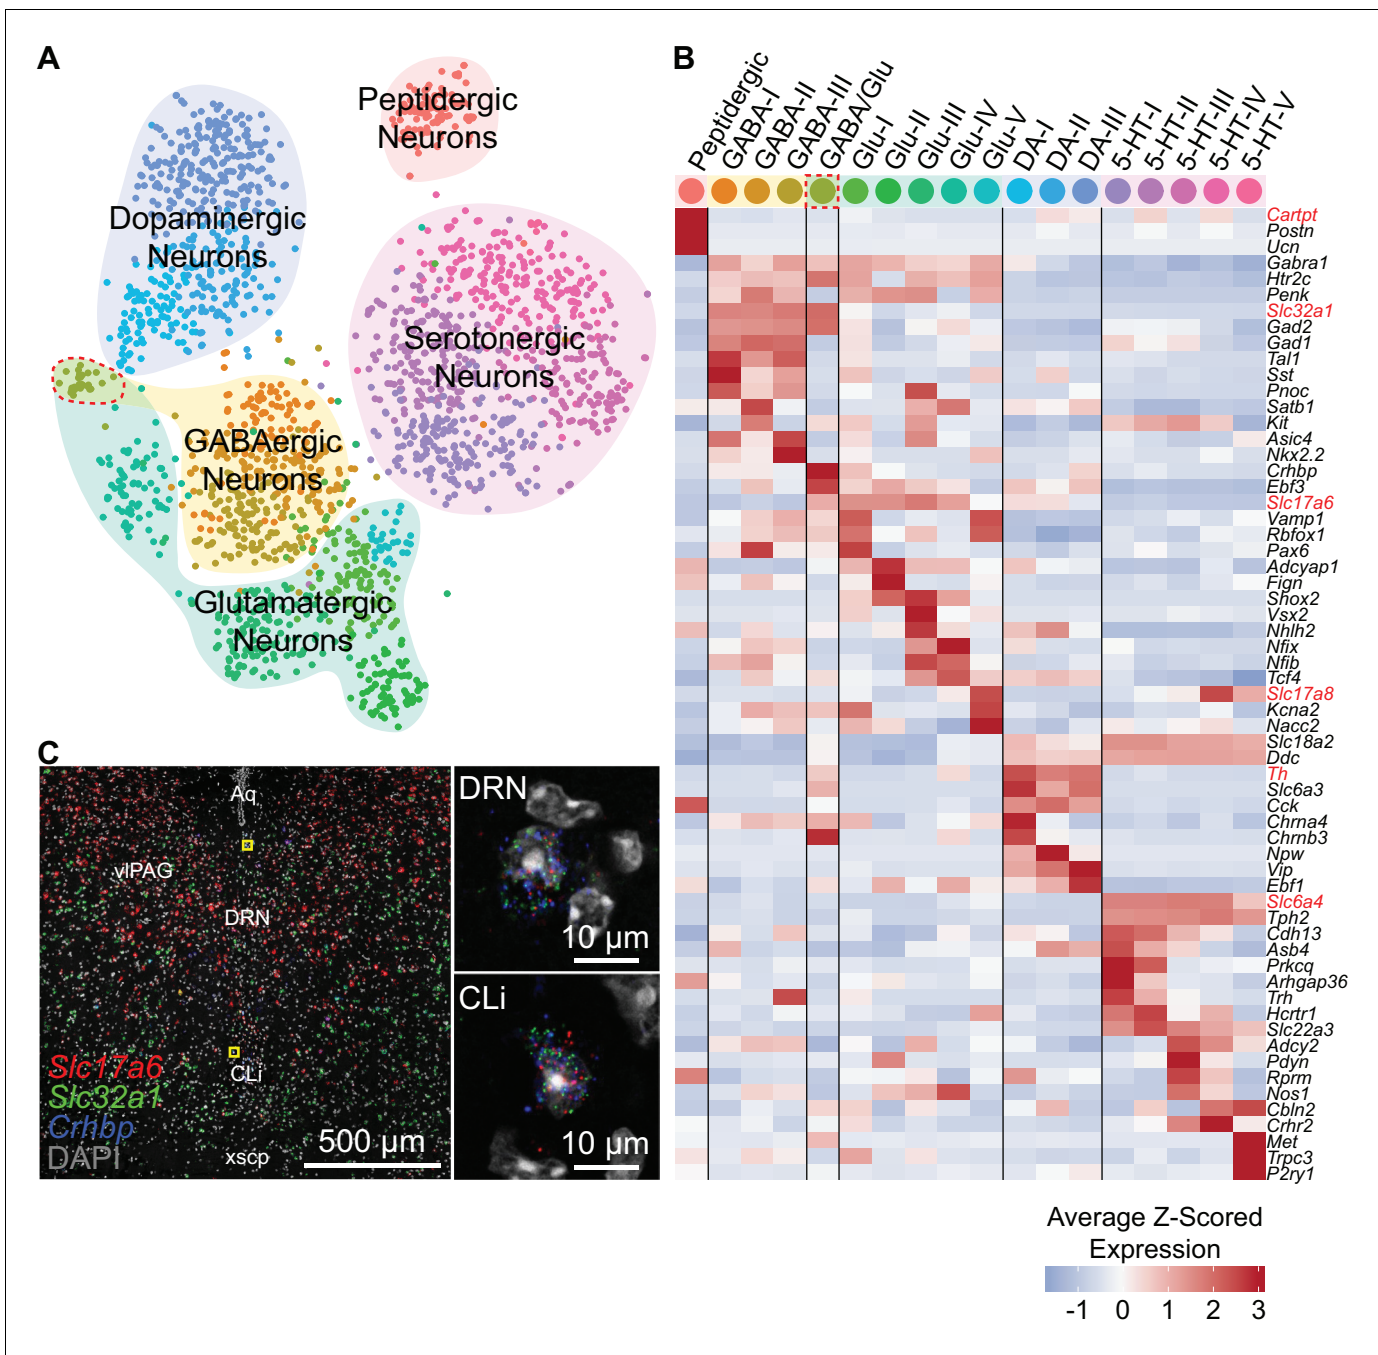 A
Peptidergic
Neurons
Dopaminergic
Neurons
Serotonergic
Neurons
GABAergic
Neurons
Glutamatergic
Neurons
B
Peptidergic
GABA-I
GABA-II
GABA-III
GABA/Glu
Glu-I
Glu-II
Glu-III
Glu-IV
Glu-V
DA-I
DA-II
DA-III
5-HT-I
5-HT-II
5-HT-III
5-HT-IV
5-HT-V
Cartpt
Postn
Ucn
Gabra1
Htr2c
Penk
Slc32a1
Gad2
Gad1
Tal1
Sst
Pnoc
Satb1
Kit
Asic4
Nkx2.2
Crhbp
Ebf3
Slc17a6
Vamp1
Rbfox1
Pax6
Adcyap1
Fign
Shox2
Vsx2
Nhlh2
Nfix
Nfib
Tcf4
Slc17a8
Kcna2
Nacc2
Slc18a2
Ddc
Th
Slc6a3
Cck
Chrna4
Chrnb3
Npw
Vip
Ebf1
Slc6a4
Tph2
Cdh13
Asb4
Prkcq
Arhgap36
Trh
Hcrtr1
Slc22a3
Adcy2
Pdyn
Rprm
Nos1
Cbln2
Crhr2
Met
Trpc3
P2ry1
Average Z-Scored
Expression
-1 0 1 2 3
C
Aq
vlPAG
DRN
CLi
xscp
Slc17a6
Slc32a1
Crhbp
DAPI
500 µm
DRN
10 µm
CLi
10 µm